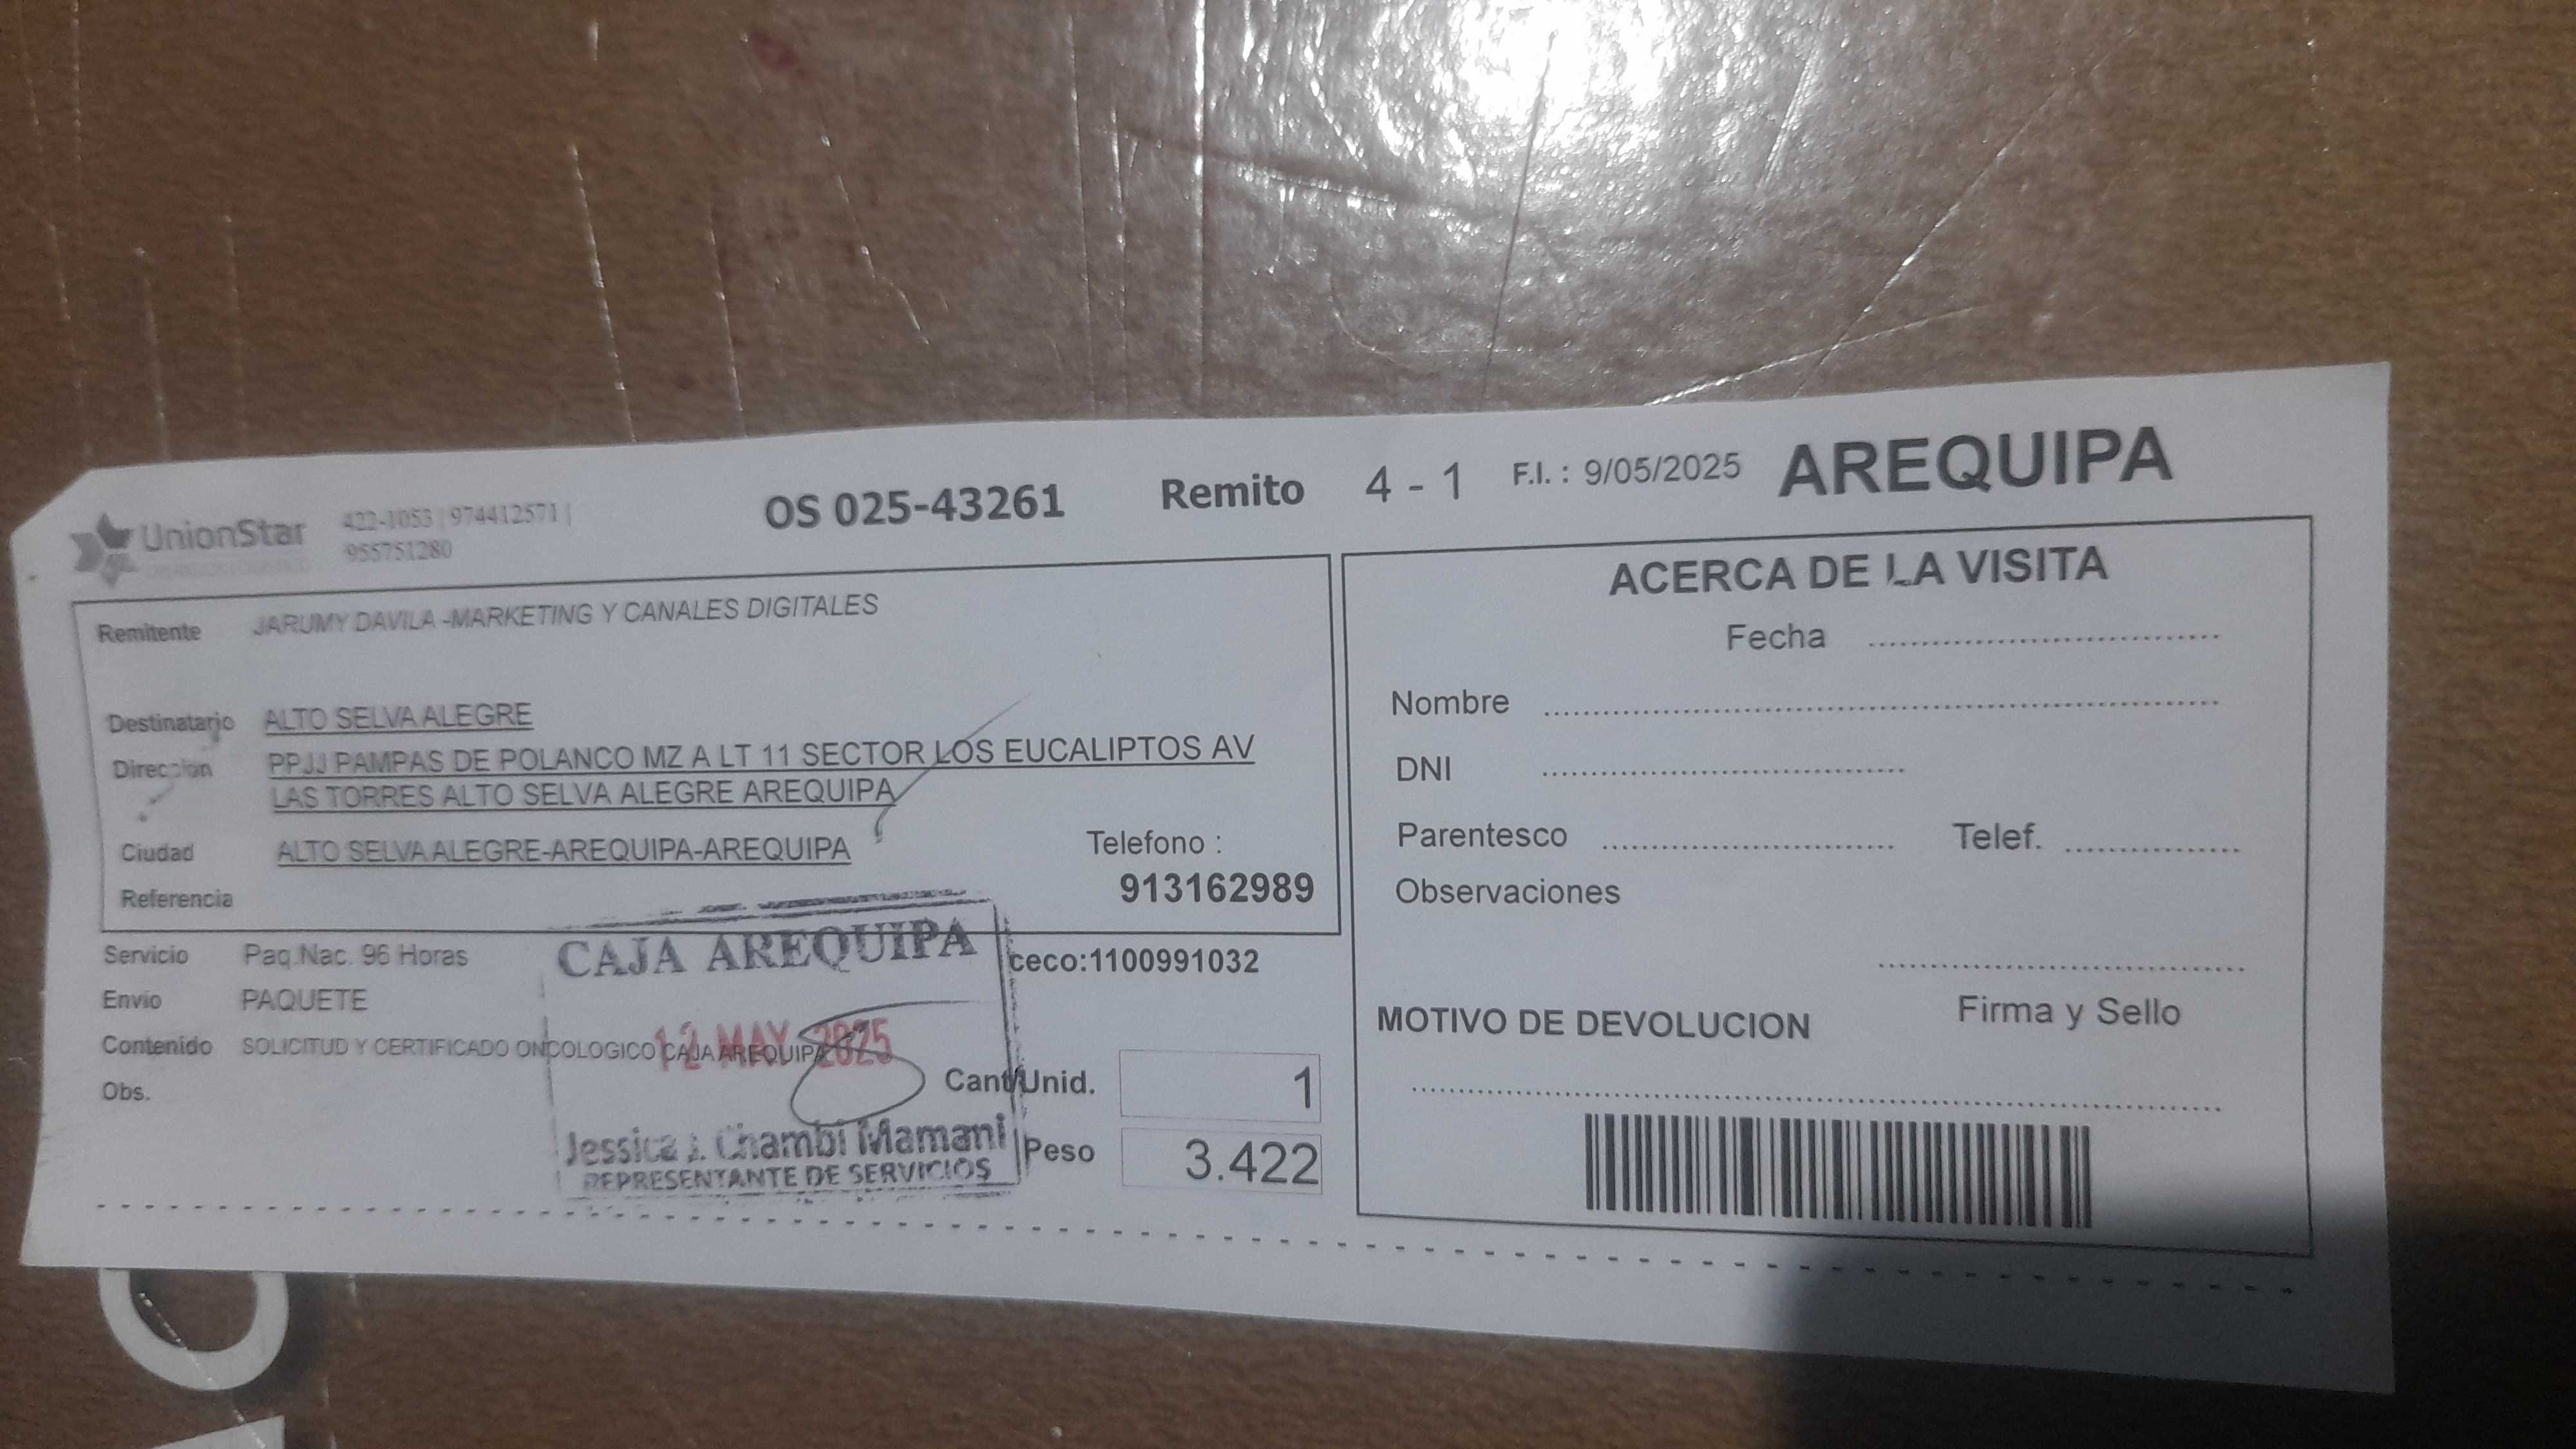 UnionStar
422-1053 | 974412571 |
955751280
OS 025-43261
Remito 4 - 1
F.I. : 9/05/2025
AREQUIPA
Remitente JARUMY DAVILA -MARKETING Y CANALES DIGITALES
Destinatario ALTO SELVA ALEGRE
Direccion PPJJ PAMPAS DE POLANCO MZ A LT 11 SECTOR LOS EUCALIPTOS AV
LAS TORRES ALTO SELVA ALEGRE AREQUIPA
Ciudad ALTO SELVA ALEGRE-AREQUIPA-AREQUIPA
Telefono :
913162989
Referencia
Servicio Paq.Nac. 96 Horas
ceco:1100991032
Envio PAQUETE
Contenido SOLICITUD Y CERTIFICADO ONCOLOGICO CAJA AREQUIPA
Obs.
Cant/Unid. 1
Peso 3.422
CAJA AREQUIPA
12 MAY 2025
Jessica J. Chambi Mamani
REPRESENTANTE DE SERVICIOS
ACERCA DE LA VISITA
Fecha
Nombre
DNI
Parentesco
Telef.
Observaciones
Firma y Sello
MOTIVO DE DEVOLUCION